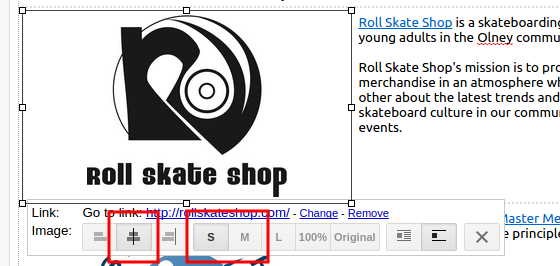 Roll Skate Shop is a skateboarding
young adults in the Olney commu
Roll Skate Shop's mission is to pro
merchandise in an atmosphere wh
other about the latest trends and
skateboard culture in our commu
events.
ROLL SKATE SHOP
Link: Go to link: http://rollskateshop.com/ - Change - Remove
Image: S M L 100% Original
Master Me
e principle